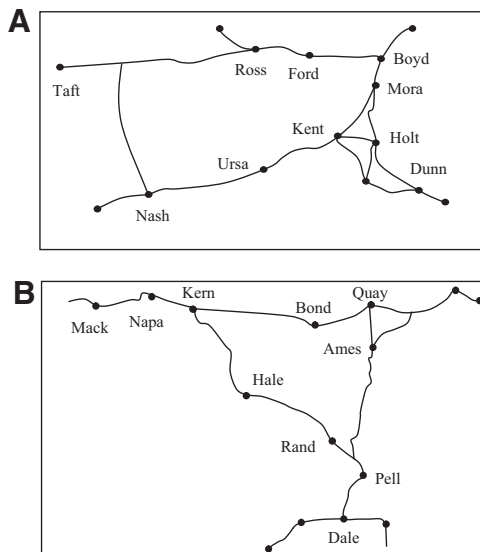 A
Taft
Ross
Ford
Boyd
Mora
Kent
Holt
Ursa
Dunn
Nash
B
Mack
Napa
Kern
Bond
Quay
Ames
Hale
Rand
Pell
Dale